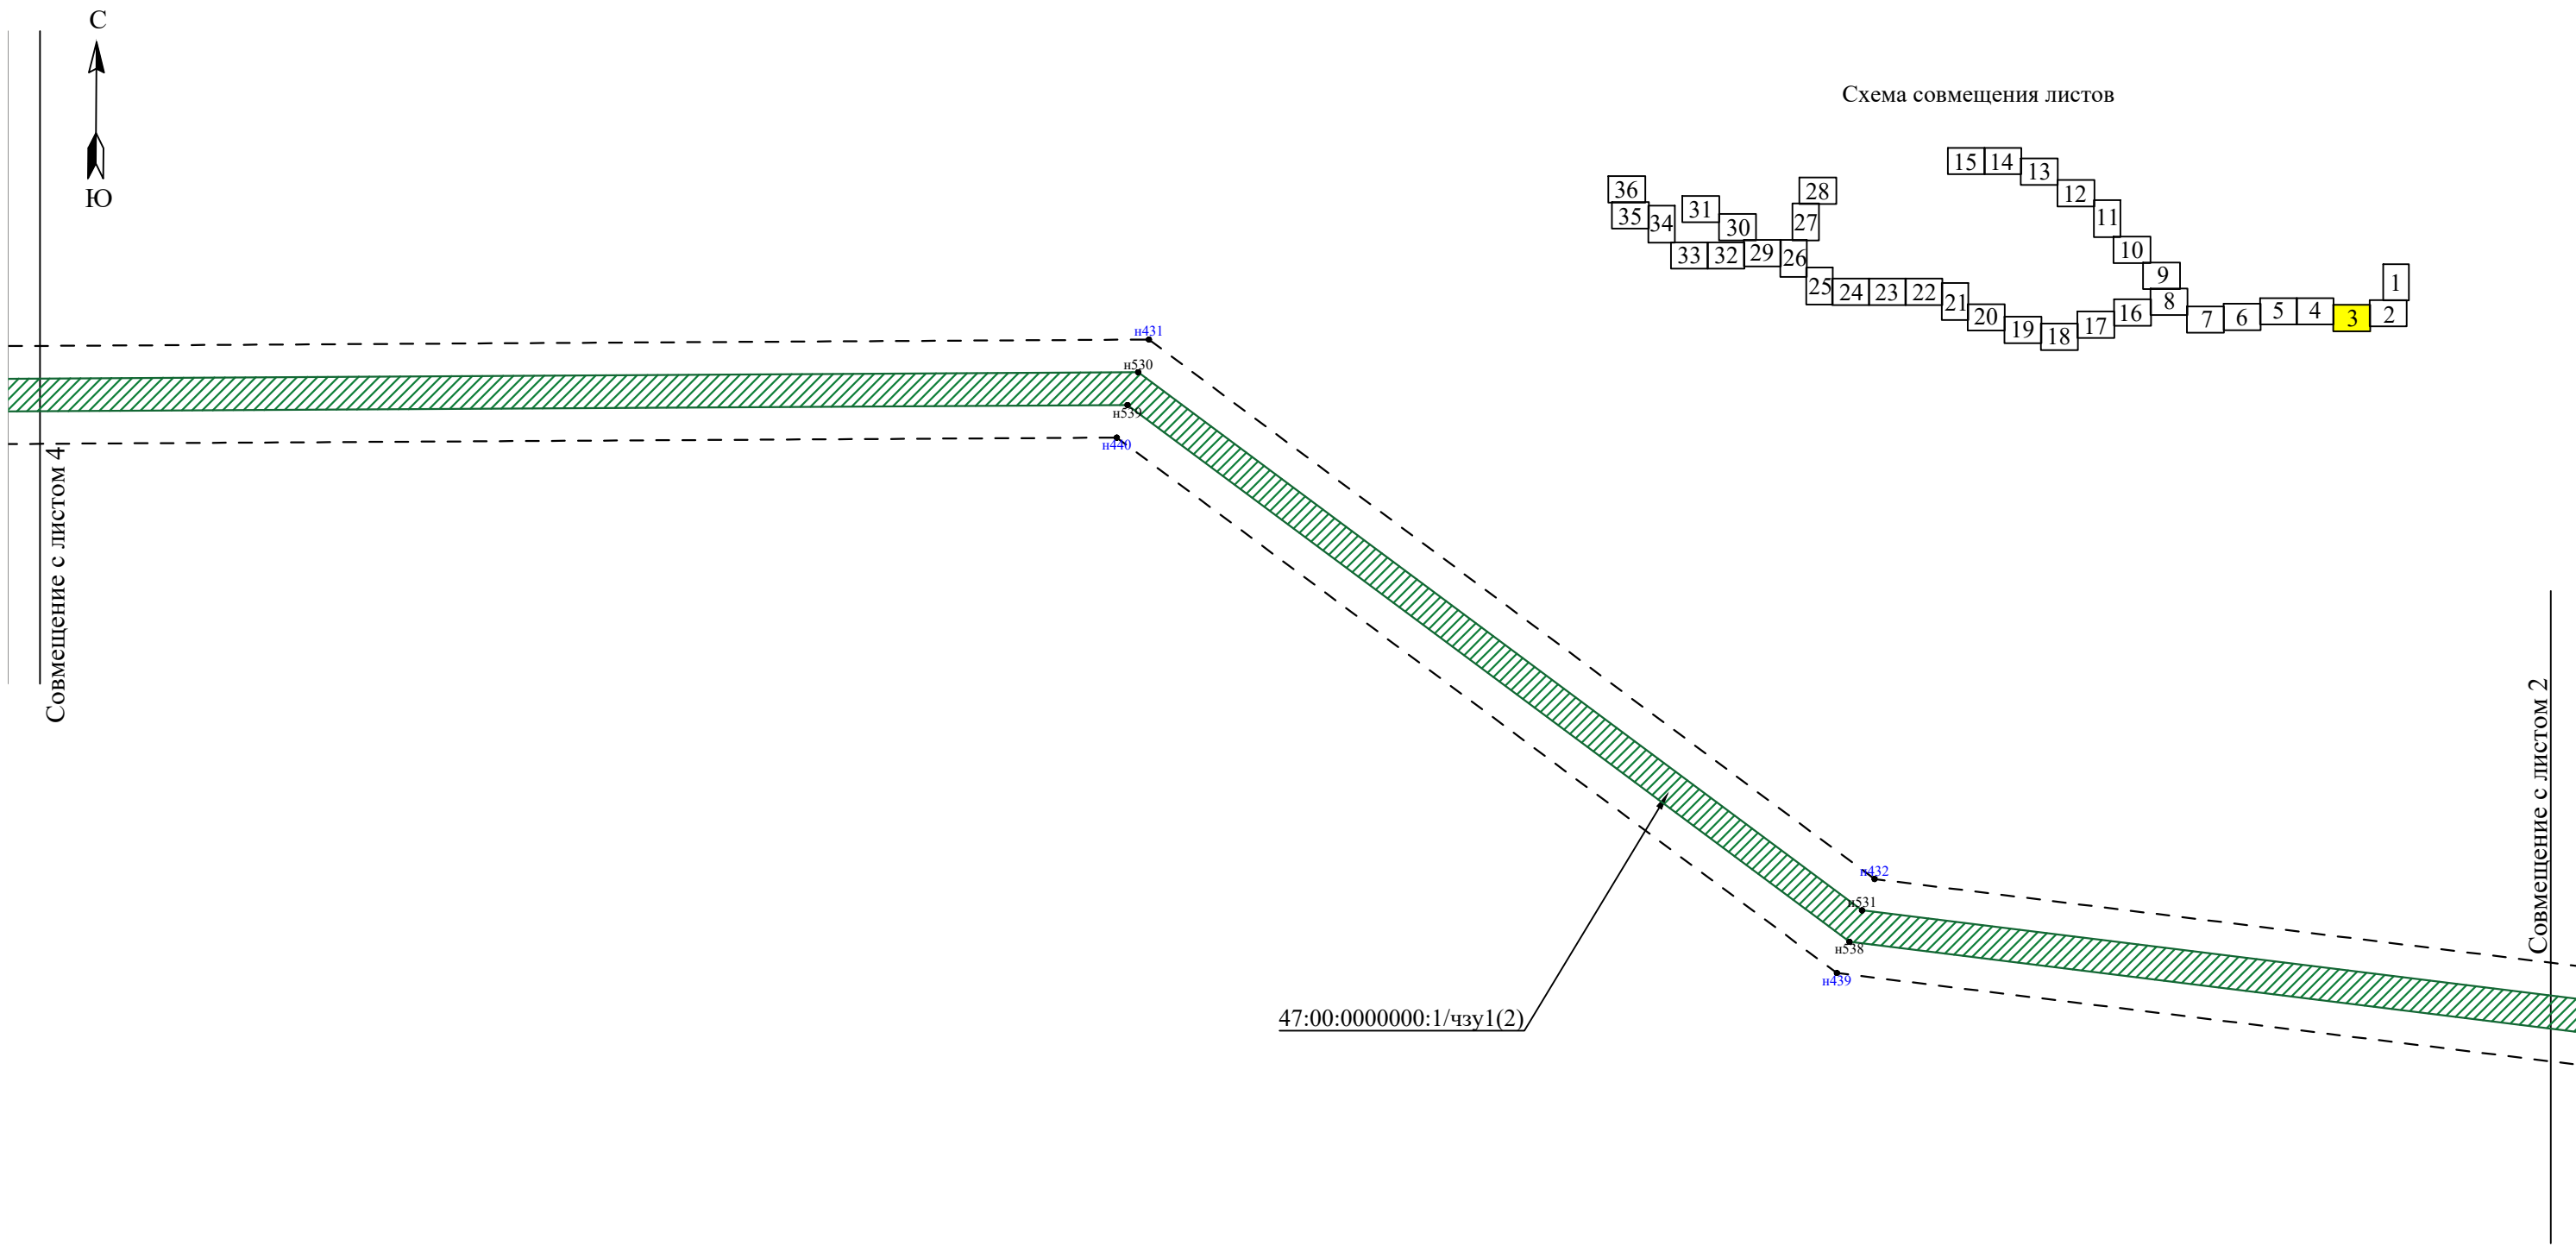 С
Ю
Схема совмещения листов
15 14 13 12 11 10 9 8
36 35 34 31 30 28 27
33 32 29 26 25 24 23 22 21 20 19 18 17 16
7 6 5 4 3 2 1
н431
н530
н539
н440
Совмещение с листом 4
н432
н531
н538
н439
47:00:0000000:1/чзу1(2)
Совмещение с листом 2